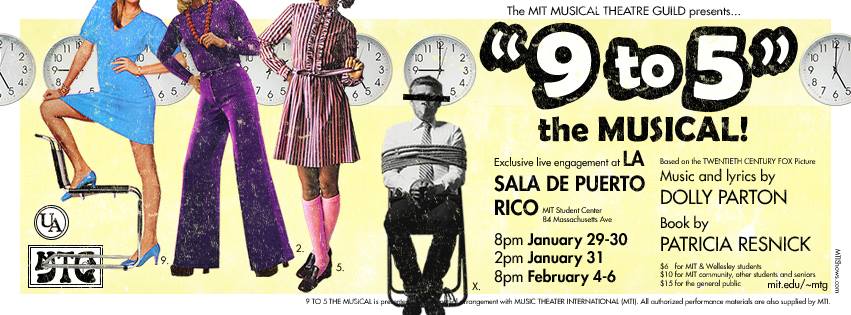 The MIT MUSICAL THEATRE GUILD presents...
“9 to 5”
the MUSICAL!
Exclusive live engagement at LA
SALA DE PUERTO
RICO
MIT Student Center
84 Massachusetts Ave
8pm January 29-30
2pm January 31
8pm February 4-6
Based on the TWENTIETH CENTURY FOX Picture
Music and lyrics by
DOLLY PARTON
Book by
PATRICIA RESNICK
$6 for MIT & Wellesley students
$10 for MIT community, other students and seniors
$15 for the general public
mit.edu/~mtg
UA
MTG
9.
2.
5.
X.
9 TO 5 THE MUSICAL is presented arrangement with MUSIC THEATER INTERNATIONAL (MTI). All authorized performance materials are also supplied by MTI.